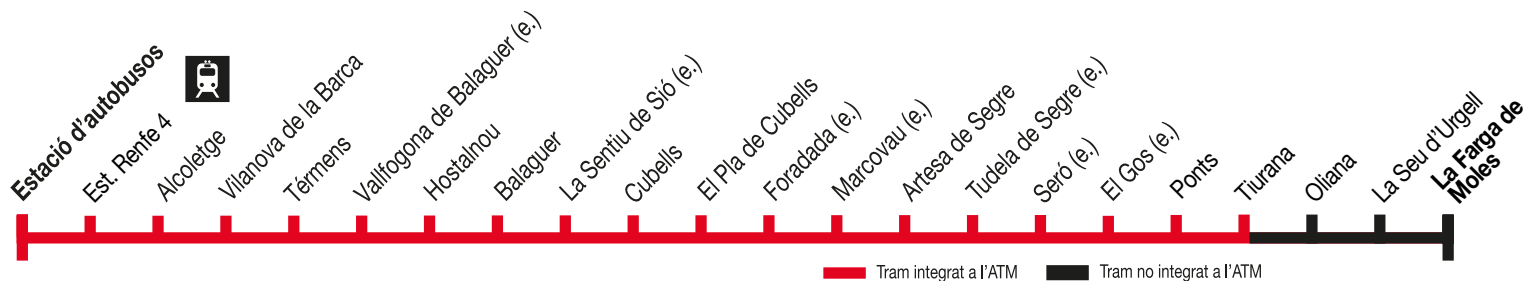 Estació d'autobusos
Est. Renfe 4
Alcoletge
Vilanova de la Barca
Térmens
Vallfogona de Balaguer (e.)
Hostalnou
Balaguer
La Sentiu de Sió (e.)
Cubells
El Pla de Cubells
Foradada (e.)
Marcovau (e.)
Artesa de Segre
Tudela de Segre (e.)
Seró (e.)
El Gos (e.)
Ponts
Tiurana
Oliana
La Seu d'Urgell
La Farga de
Moles
Tram integrat a l'ATM
Tram no integrat a l'ATM